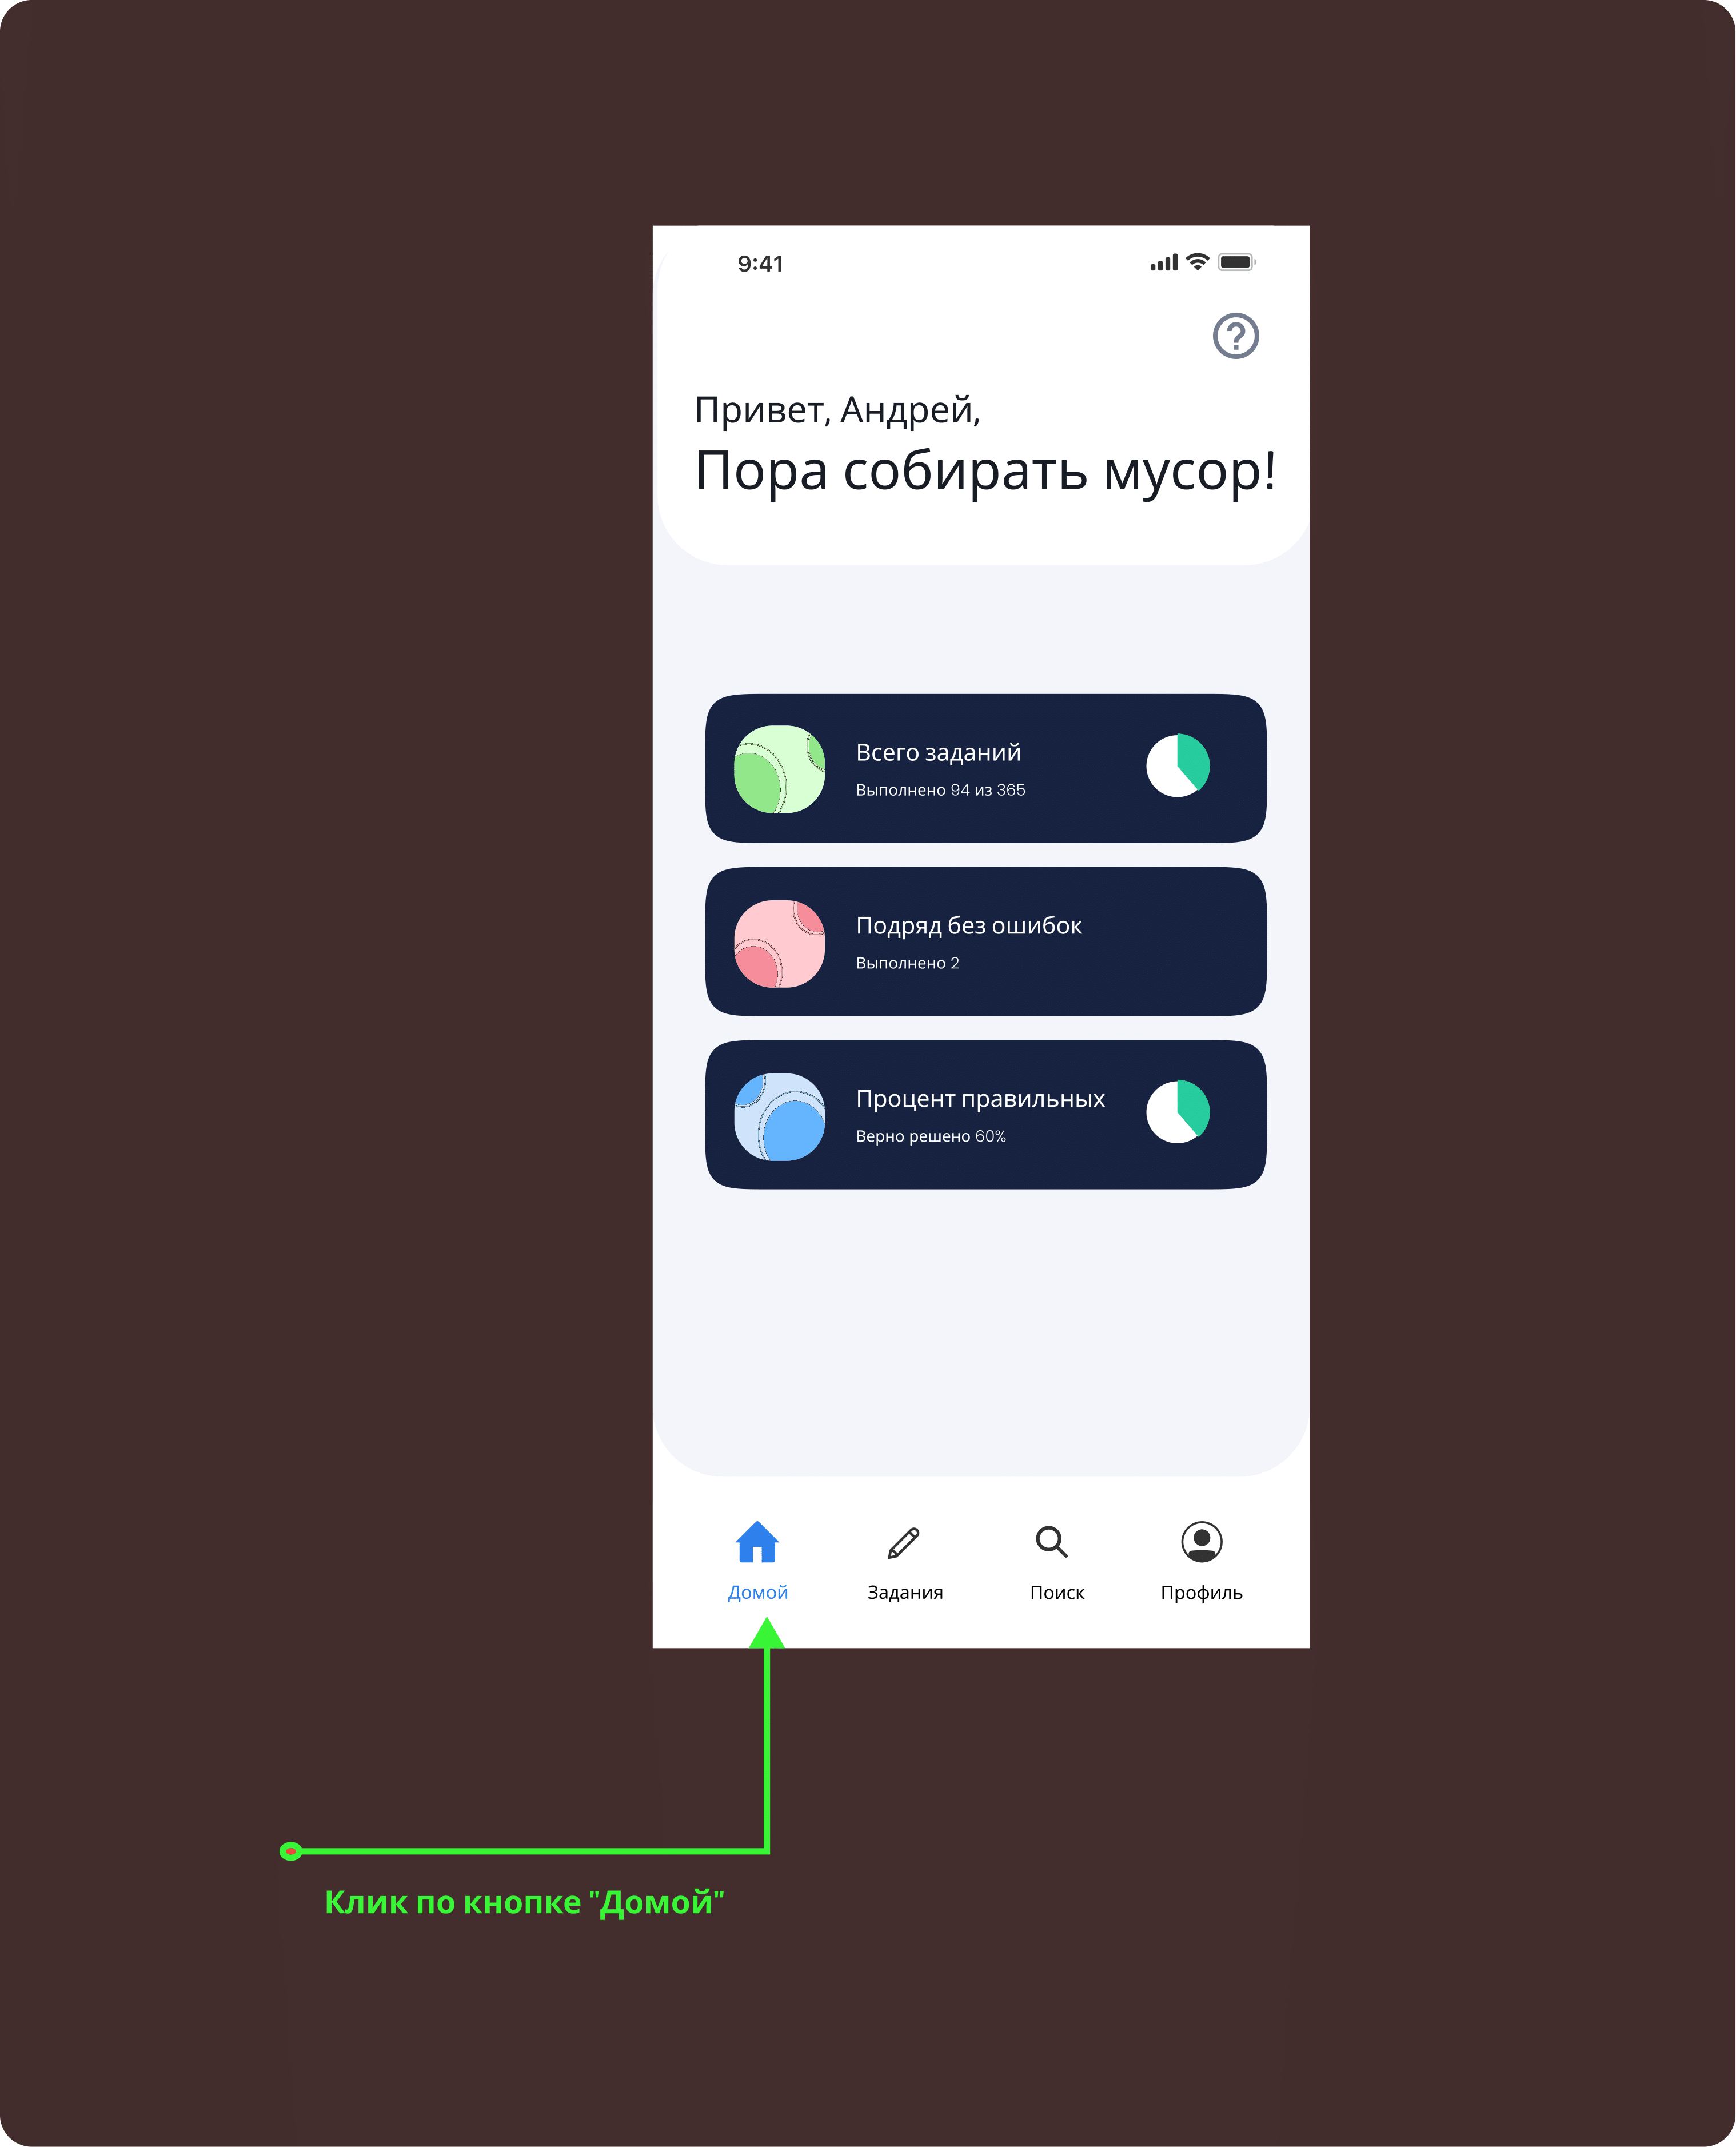 9:41
Привет, Андрей,
Пора собирать мусор!
Всего заданий
Выполнено 94 из 365
Подряд без ошибок
Выполнено 2
Процент правильных
Верно решено 60%
Домой Задания Поиск Профиль
Клик по кнопке "Домой"